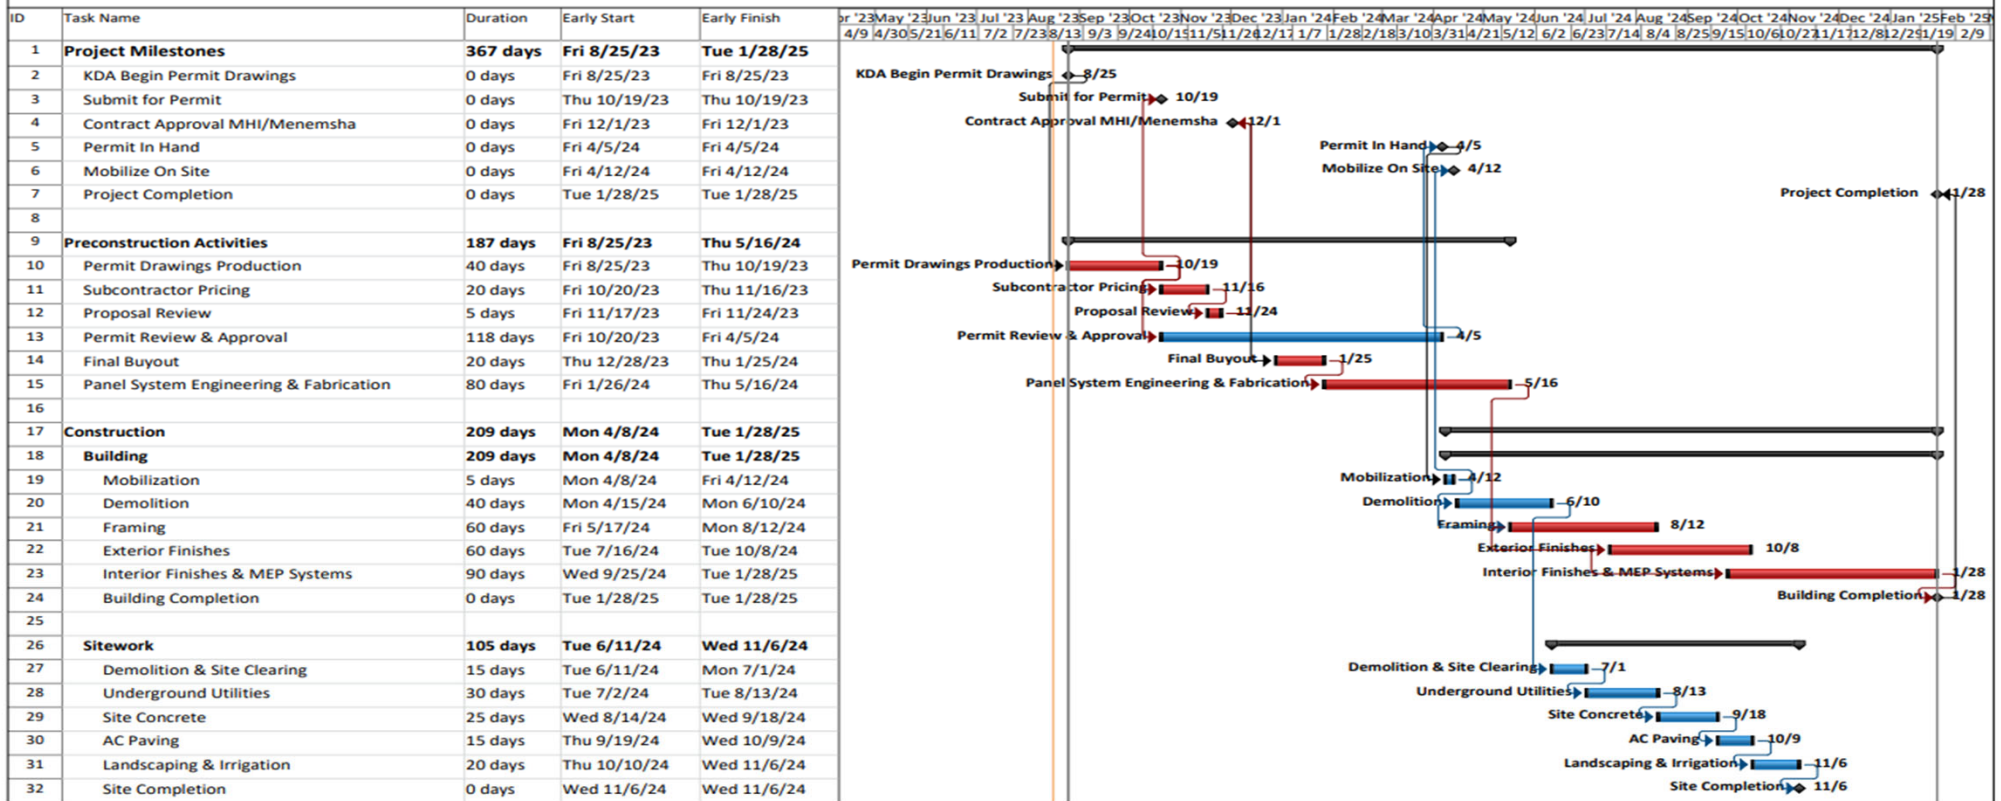 ID Task Name Duration Early Start Early Finish May '23 Jun '23 Jul '23 Aug '23 Sep '23 Oct '23 Nov '23 Dec '23 Jan '24 Feb '24 Mar '24 Apr '24 May '24 Jun '24 Jul '24 Aug '24 Sep '24 Oct '24 Nov '24 Dec '24 Jan '25 Feb '25
4/9 4/30 5/21 6/11 7/2 7/23 8/13 9/3 9/24 10/15 11/5 11/26 12/17 1/7 1/28 2/18 3/10 3/31 4/21 5/12 6/2 6/23 7/14 8/4 8/25 9/15 10/6 10/27 11/17 12/8 12/29 1/19 2/9
1 Project Milestones 367 days Fri 8/25/23 Tue 1/28/25
2 KDA Begin Permit Drawings 0 days Fri 8/25/23 Fri 8/25/23 KDA Begin Permit Drawings 8/25
3 Submit for Permit 0 days Thu 10/19/23 Thu 10/19/23 Submit for Permit 10/19
4 Contract Approval MHI/Menemsha 0 days Fri 12/1/23 Fri 12/1/23 Contract Approval MHI/Menemsha 12/1
5 Permit In Hand 0 days Fri 4/5/24 Fri 4/5/24 Permit In Hand 4/5
6 Mobilize On Site 0 days Fri 4/12/24 Fri 4/12/24 Mobilize On Site 4/12
7 Project Completion 0 days Tue 1/28/25 Tue 1/28/25 Project Completion 1/28
8
9 Preconstruction Activities 187 days Fri 8/25/23 Thu 5/16/24
10 Permit Drawings Production 40 days Fri 8/25/23 Thu 10/19/23 Permit Drawings Production 10/19
11 Subcontractor Pricing 20 days Fri 10/20/23 Thu 11/16/23 Subcontractor Pricing 11/16
12 Proposal Review 5 days Fri 11/17/23 Fri 11/24/23 Proposal Review 11/24
13 Permit Review & Approval 118 days Fri 10/20/23 Fri 4/5/24 Permit Review & Approval 4/5
14 Final Buyout 20 days Thu 12/28/23 Thu 1/25/24 Final Buyout 1/25
15 Panel System Engineering & Fabrication 80 days Fri 1/26/24 Thu 5/16/24 Panel System Engineering & Fabrication 5/16
16
17 Construction 209 days Mon 4/8/24 Tue 1/28/25
18 Building 209 days Mon 4/8/24 Tue 1/28/25
19 Mobilization 5 days Mon 4/8/24 Fri 4/12/24 Mobilization 4/12
20 Demolition 40 days Mon 4/15/24 Mon 6/10/24 Demolition 6/10
21 Framing 60 days Fri 5/17/24 Mon 8/12/24 Framing 8/12
22 Exterior Finishes 60 days Tue 7/16/24 Tue 10/8/24 Exterior Finishes 10/8
23 Interior Finishes & MEP Systems 90 days Wed 9/25/24 Tue 1/28/25 Interior Finishes & MEP Systems 1/28
24 Building Completion 0 days Tue 1/28/25 Tue 1/28/25 Building Completion 1/28
25
26 Sitework 105 days Tue 6/11/24 Wed 11/6/24
27 Demolition & Site Clearing 15 days Tue 6/11/24 Mon 7/1/24 Demolition & Site Clearing 7/1
28 Underground Utilities 30 days Tue 7/2/24 Tue 8/13/24 Underground Utilities 8/13
29 Site Concrete 25 days Wed 8/14/24 Wed 9/18/24 Site Concrete 9/18
30 AC Paving 15 days Thu 9/19/24 Wed 10/9/24 AC Paving 10/9
31 Landscaping & Irrigation 20 days Thu 10/10/24 Wed 11/6/24 Landscaping & Irrigation 11/6
32 Site Completion 0 days Wed 11/6/24 Wed 11/6/24 Site Completion 11/6